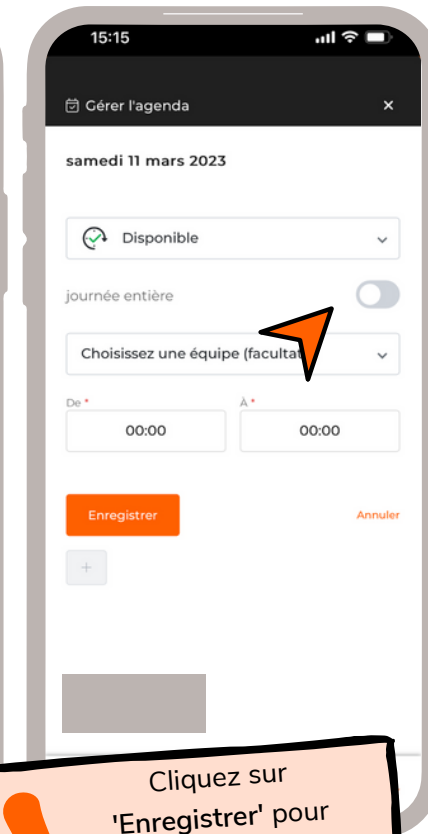 15:15
Gérer l'agenda
samedi 11 mars 2023
Disponible
journée entière
Choisissez une équipe (facultat
De * À *
00:00 00:00
Enregistrer Annuler
+
Cliquez sur
'Enregistrer' pour